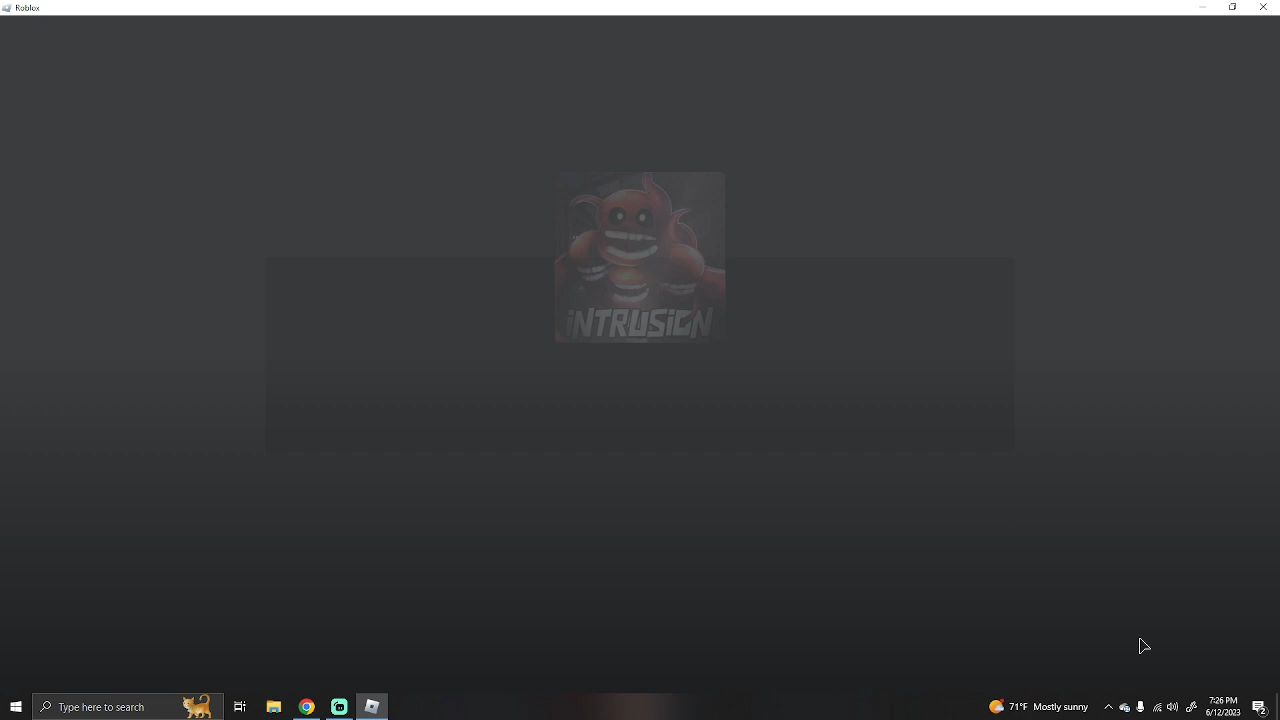 Roblox
INTRUSION
Type here to search
71°F Mostly sunny
7:26 PM
6/12/2023
2